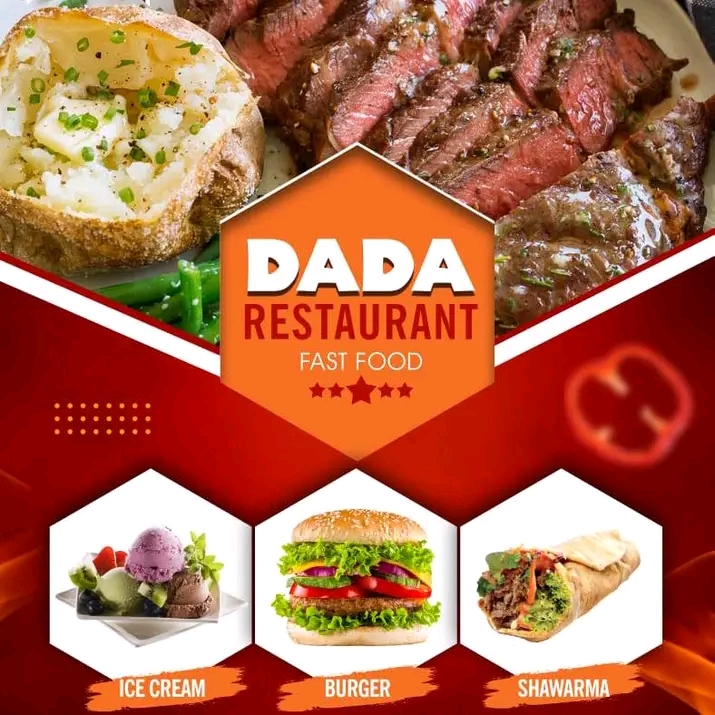 DADA
RESTAURANT
FAST FOOD
ICE CREAM
BURGER
SHAWARMA